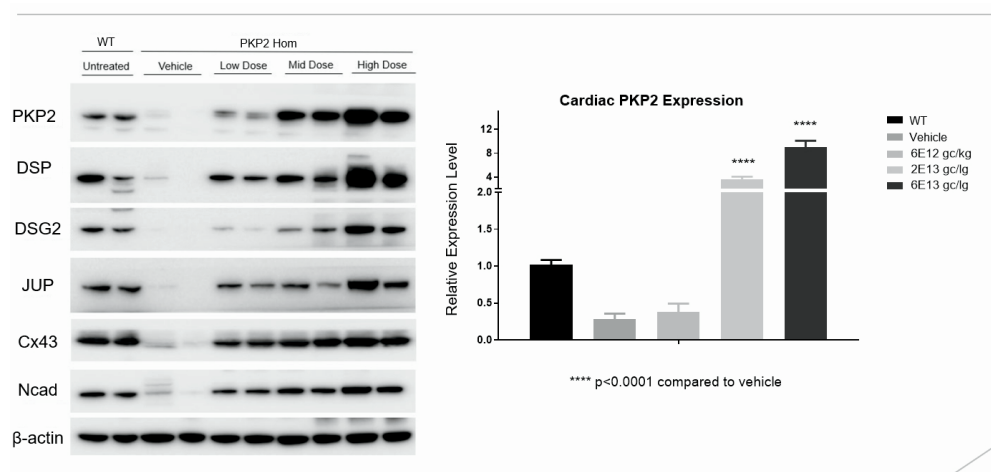 WT
PKP2 Hom
Untreated
Vehicle
Low Dose
Mid Dose
High Dose
PKP2
DSP
DSG2
JUP
Cx43
Ncad
β-actin
Cardiac PKP2 Expression
Relative Expression Level
12
8
4
2.0
1.5
1.0
0.5
0.0
****
****
WT
Vehicle
6E12 gc/kg
2E13 gc/lg
6E13 gc/lg
**** p<0.0001 compared to vehicle